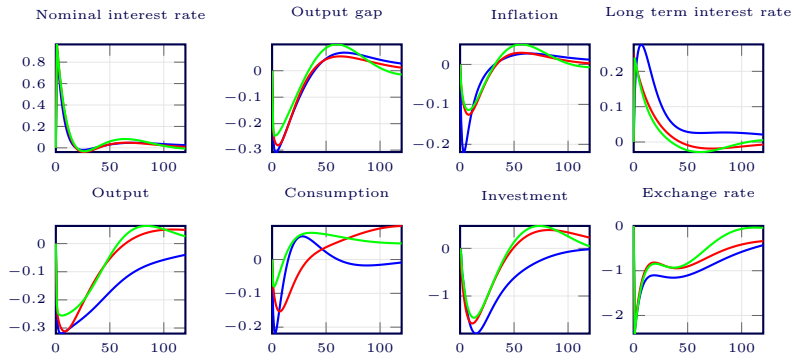 Nominal interest rate
Output gap
Inflation
Long term interest rate
0.8
0.6
0.4
0.2
0
0 50 100
0
−0.1
−0.2
−0.3
0 50 100
0
−0.1
−0.2
0 50 100
0.2
0.1
0
0 50 100
Output
Consumption
Investment
Exchange rate
0
−0.1
−0.2
−0.3
0 50 100
0
−0.1
−0.2
0 50 100
0
−1
0 50 100
0
−1
−2
0 50 100